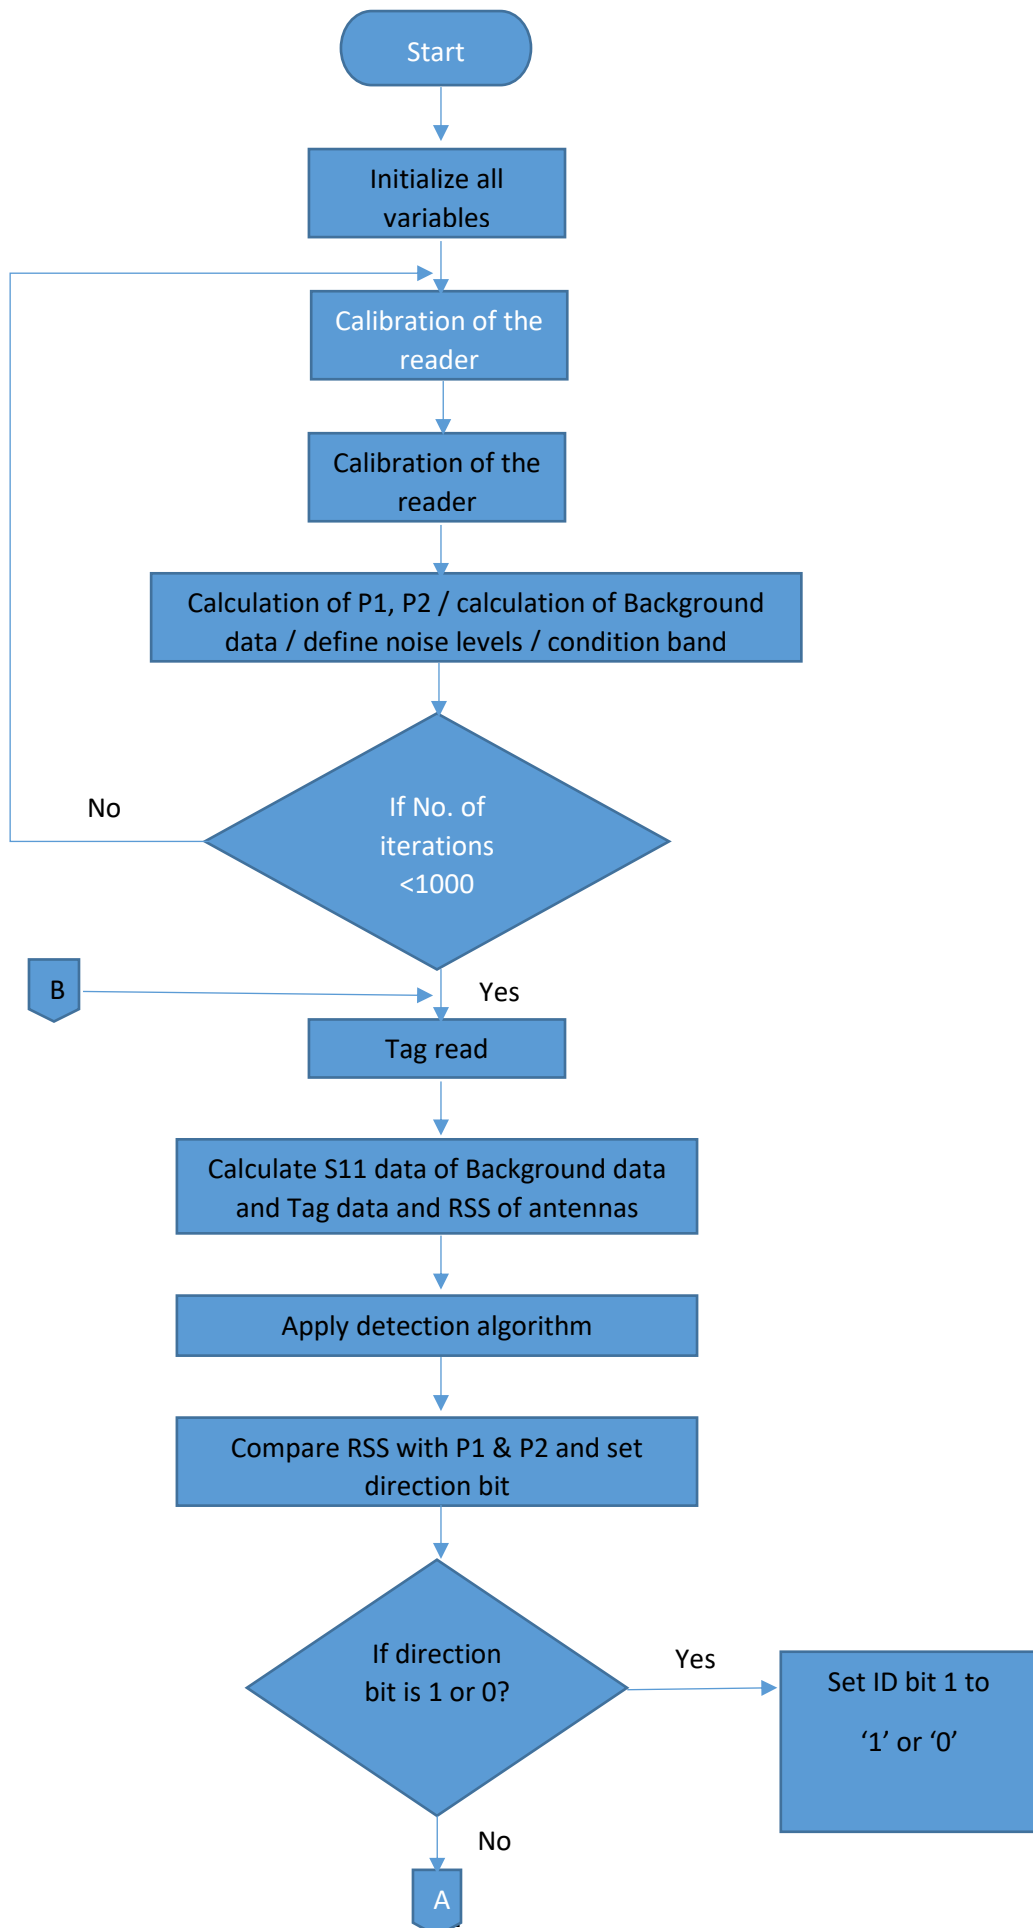 Start
Initialize all
variables
Calibration of the
reader
Calibration of the
reader
Calculation of P1, P2 / calculation of Background
data / define noise levels / condition band
No
If No. of
iterations
<1000
B
Yes
Tag read
Calculate S11 data of Background data
and Tag data and RSS of antennas
Apply detection algorithm
Compare RSS with P1 & P2 and set
direction bit
If direction
bit is 1 or 0?
Yes
Set ID bit 1 to
‘1’ or ‘0’
No
A